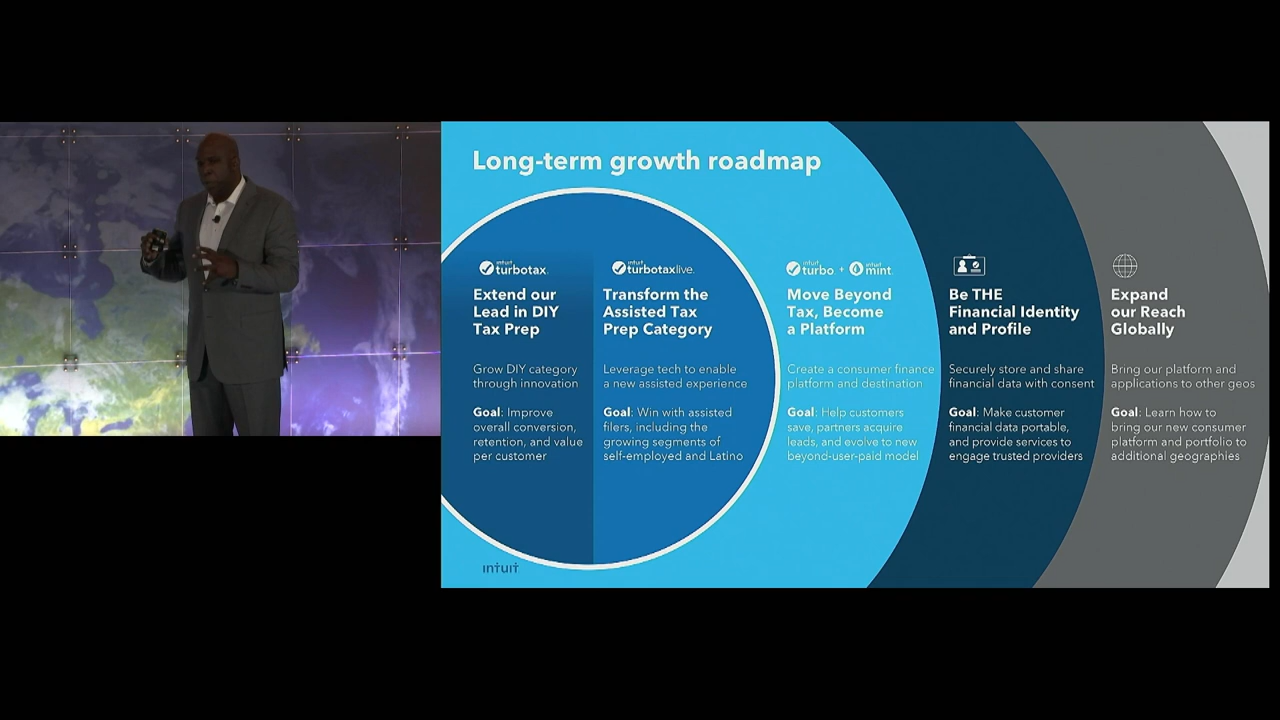 Long-term growth roadmap
intuit
turbotax.
Extend our
Lead in DIY
Tax Prep
Grow DIY category
through innovation
Goal: Improve
overall conversion,
retention, and value
per customer
intuit
turbotaxlive.
Transform the
Assisted Tax
Prep Category
Leverage tech to enable
a new assisted experience
Goal: Win with assisted
filers, including the
growing segments of
self-employed and Latino
intuit
turbo + intuit
mint
Move Beyond
Tax, Become
a Platform
Create a consumer finance
platform and destination
Goal: Help customers
save, partners acquire
leads, and evolve to new
beyond-user-paid model
Be THE
Financial Identity
and Profile
Securely store and share
financial data with consent
Goal: Make customer
financial data portable,
and provide services to
engage trusted providers
Expand
our Reach
Globally
Bring our platform and
applications to other geos
Goal: Learn how to
bring our new consumer
platform and portfolio to
additional geographies
intuit